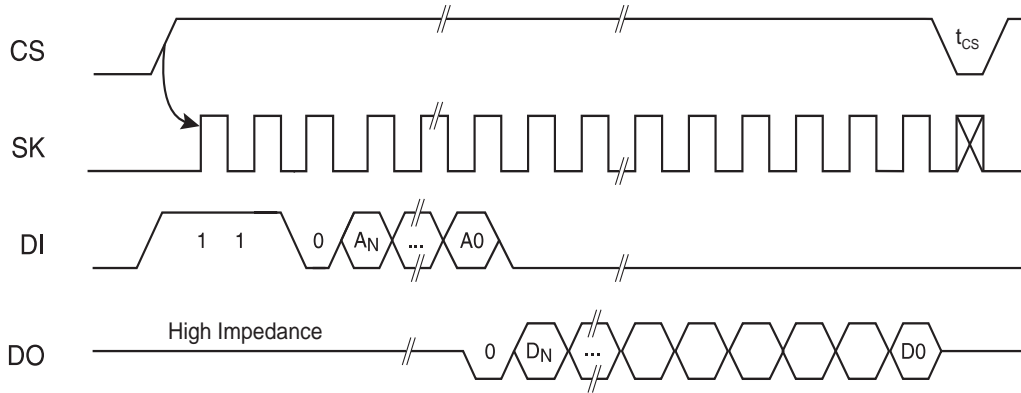 CS
t_CS
SK
DI
1 1 0 A_N ... A0
High Impedance
DO
0 D_N ... D0